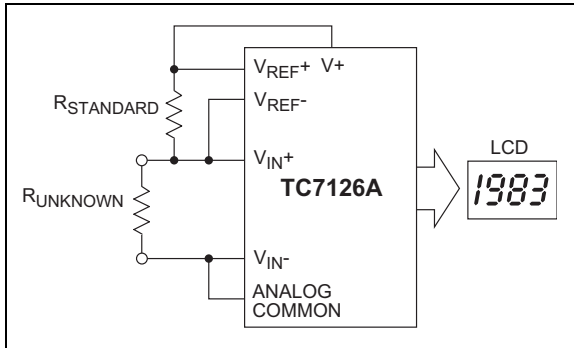 V+
VREF+
RSTANDARD
VREF-
LCD
VIN+
TC7126A
1983
RUNKNOWN
VIN-
ANALOG
COMMON